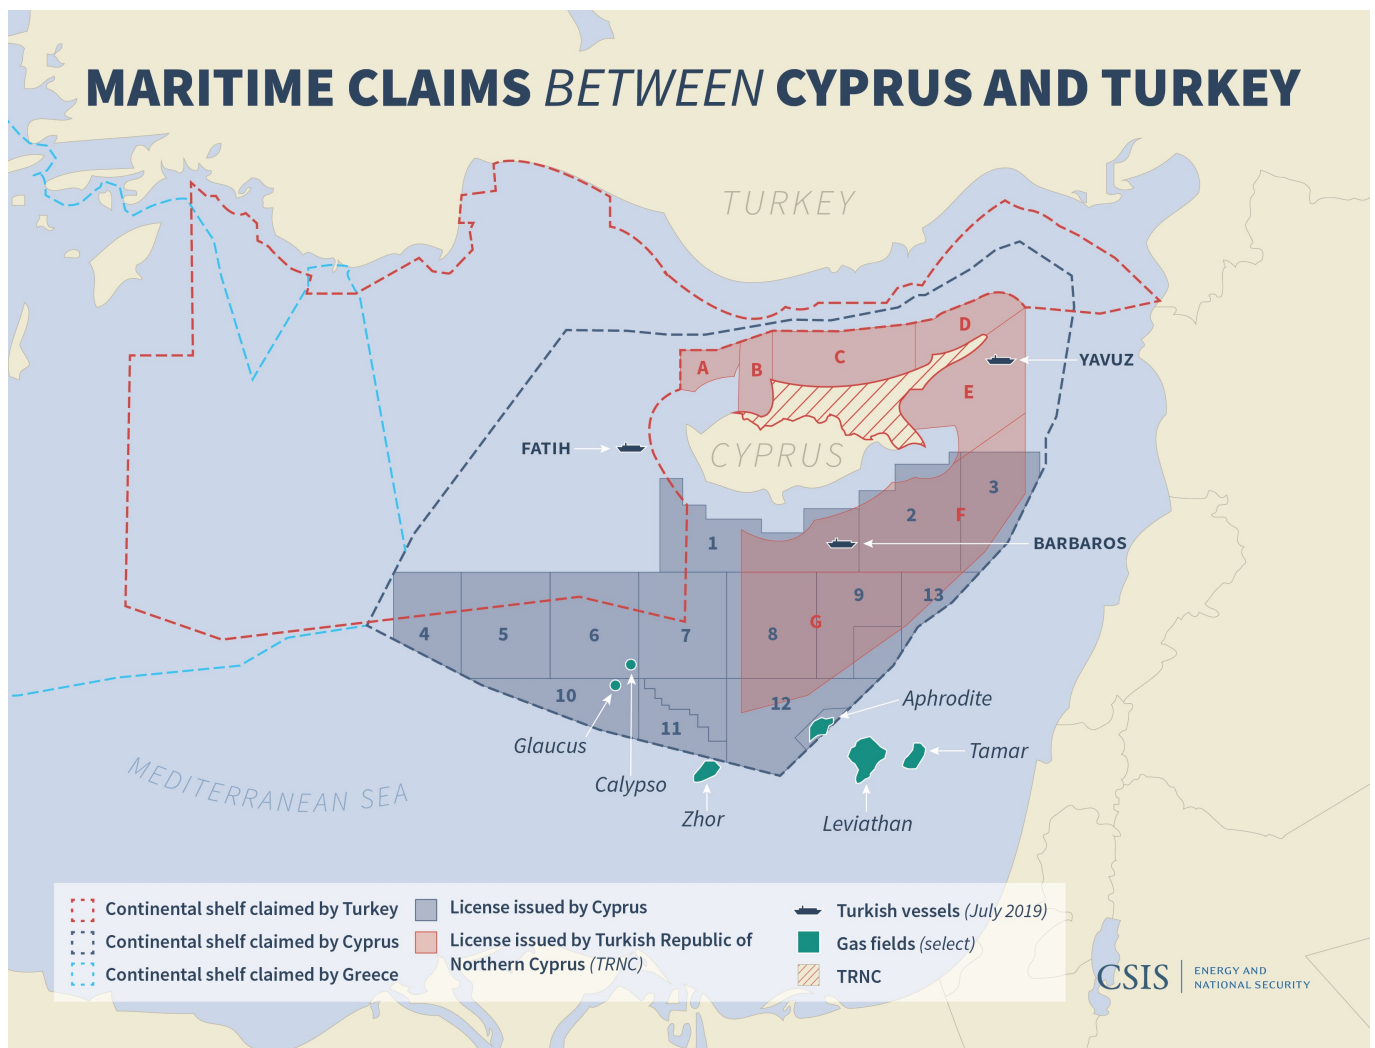 MARITIME CLAIMS BETWEEN CYPRUS AND TURKEY
TURKEY
D
C
A
B
YAVUZ
E
FATIH
CYPRUS
3
2
F
1
BARBAROS
9
13
G
4
5
6
7
8
10
12
11
Aphrodite
Glaucus
Tamar
Calypso
MEDITERRANEAN SEA
Zhor
Leviathan
Continental shelf claimed by Turkey
Continental shelf claimed by Cyprus
Continental shelf claimed by Greece
License issued by Cyprus
License issued by Turkish Republic of
Northern Cyprus (TRNC)
Turkish vessels (July 2019)
Gas fields (select)
TRNC
CSIS
ENERGY AND
NATIONAL SECURITY